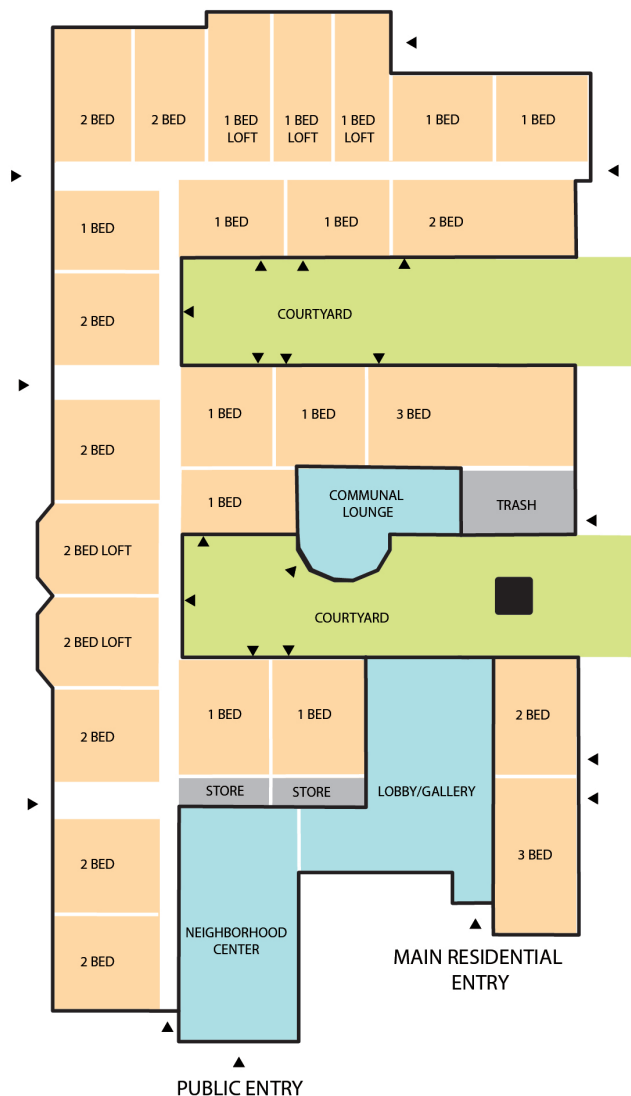 2 BED
2 BED
1 BED
LOFT
1 BED
LOFT
1 BED
LOFT
1 BED
1 BED
1 BED
1 BED
1 BED
2 BED
2 BED
COURTYARD
1 BED
1 BED
3 BED
2 BED
1 BED
COMMUNAL
LOUNGE
TRASH
2 BED LOFT
COURTYARD
2 BED LOFT
1 BED
1 BED
2 BED
2 BED
STORE
STORE
LOBBY/GALLERY
2 BED
3 BED
NEIGHBORHOOD
CENTER
2 BED
MAIN RESIDENTIAL
ENTRY
PUBLIC ENTRY